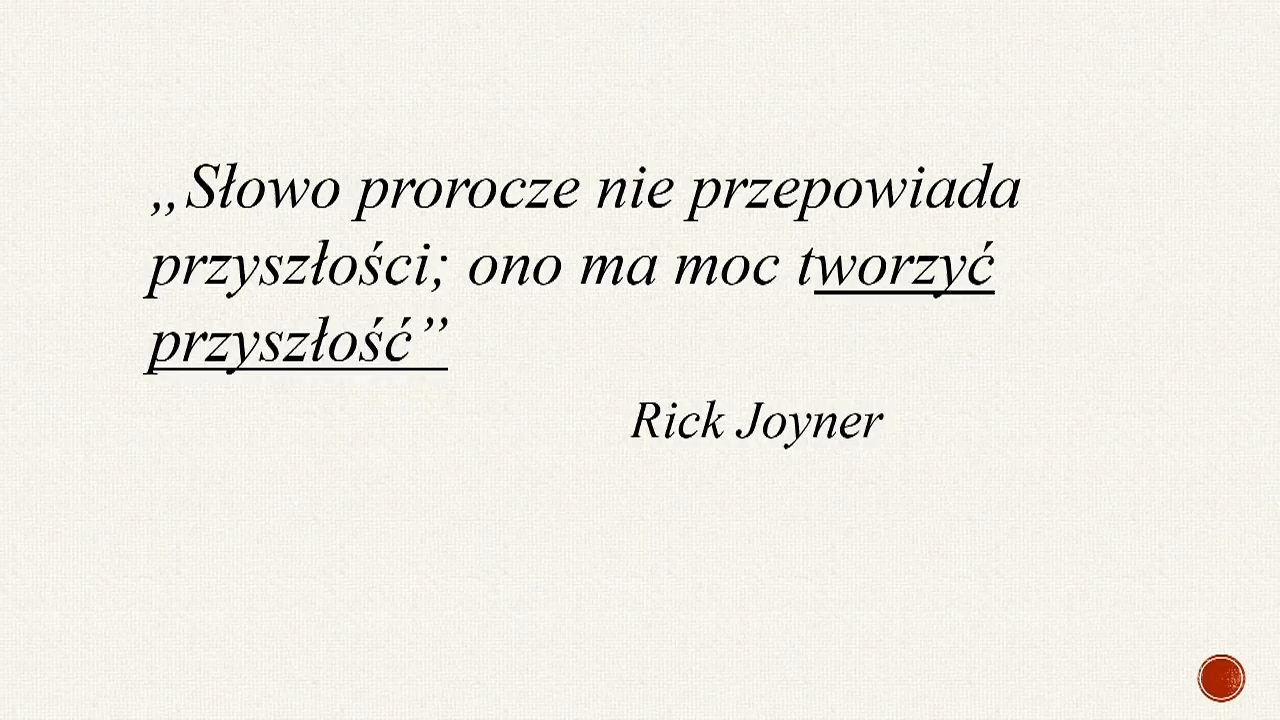 „Słowo prorocze nie przepowiada
przyszłości; ono ma moc tworzyć
przyszłość”
Rick Joyner